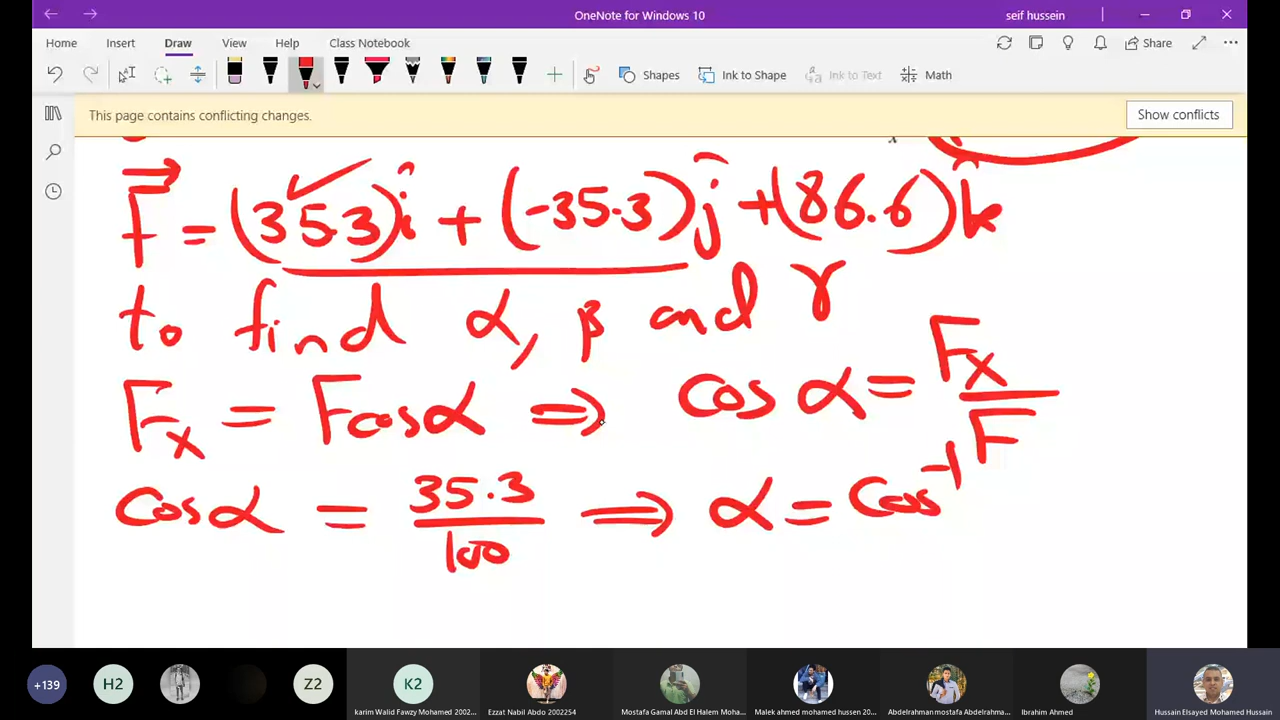 OneNote for Windows 10
seif hussein
Home Insert Draw View Help Class Notebook
Share
Shapes Ink to Shape Ink to Text Math
This page contains conflicting changes.
Show conflicts
x
F = (35.3)i + (-35.3)j + (86.6)k
to find α, β and γ
Fx = Fcosα ⇒ cos α = Fx/F
cosα = 35.3/100 ⇒ α = cos⁻¹
+139 H2 Z2 K2
karim Walid Fawzy Mohamed 2002... Ezzat Nabil Abdo 2002254 Mostafa Gamal Abd El Halem Moha... Malek ahmed mohamed hussen 20... Abdelrahman mostafa Abdelrahma... Ibrahim Ahmed Hussain Elsayed Mohamed Hussain